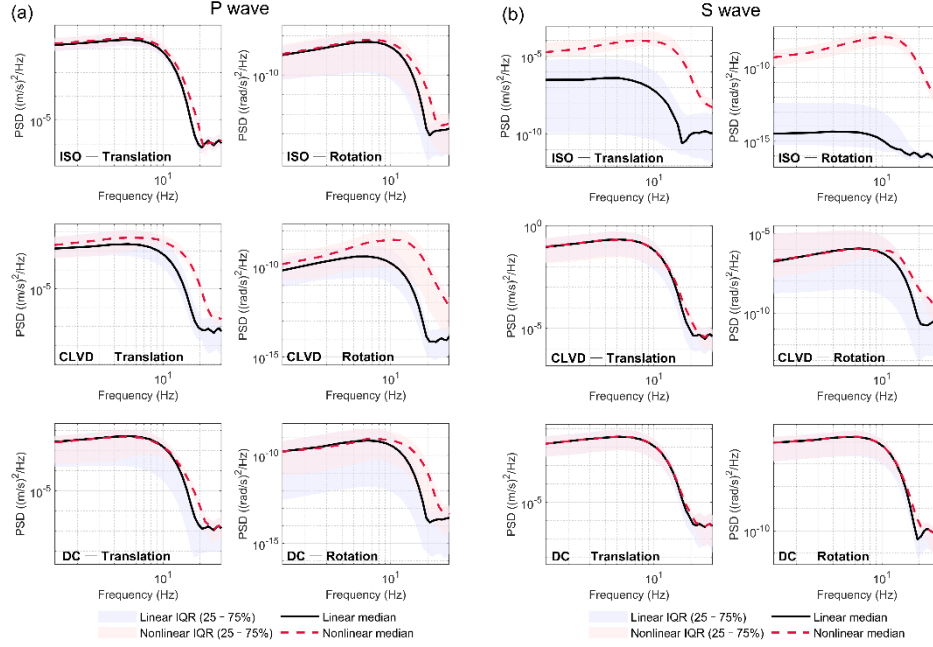 (a)
P wave
(b)
S wave
PSD ((m/s)²/Hz)
10⁻⁵
ISO — Translation
10¹
Frequency (Hz)
PSD ((rad/s)²/Hz)
10⁻¹⁰
ISO — Rotation
10¹
Frequency (Hz)
PSD ((m/s)²/Hz)
10⁻⁵
10⁻¹⁰
ISO — Translation
10¹
Frequency (Hz)
PSD ((rad/s)²/Hz)
10⁻¹⁰
10⁻¹⁵
ISO — Rotation
10¹
Frequency (Hz)
PSD ((m/s)²/Hz)
10⁻⁵
CLVD — Translation
10¹
Frequency (Hz)
PSD ((rad/s)²/Hz)
10⁻¹⁰
10⁻¹⁵
CLVD — Rotation
10¹
Frequency (Hz)
PSD ((m/s)²/Hz)
10⁰
10⁻⁵
CLVD — Translation
10¹
Frequency (Hz)
PSD ((rad/s)²/Hz)
10⁻⁵
10⁻¹⁰
CLVD — Rotation
10¹
Frequency (Hz)
PSD ((m/s)²/Hz)
10⁻⁵
DC — Translation
10¹
Frequency (Hz)
PSD ((rad/s)²/Hz)
10⁻¹⁰
10⁻¹⁵
DC — Rotation
10¹
Frequency (Hz)
PSD ((m/s)²/Hz)
10⁻⁵
DC — Translation
10¹
Frequency (Hz)
PSD ((rad/s)²/Hz)
10⁻¹⁰
DC — Rotation
10¹
Frequency (Hz)
Linear IQR (25 – 75%)
Linear median
Nonlinear IQR (25 – 75%)
Nonlinear median
Linear IQR (25 – 75%)
Linear median
Nonlinear IQR (25 – 75%)
Nonlinear median